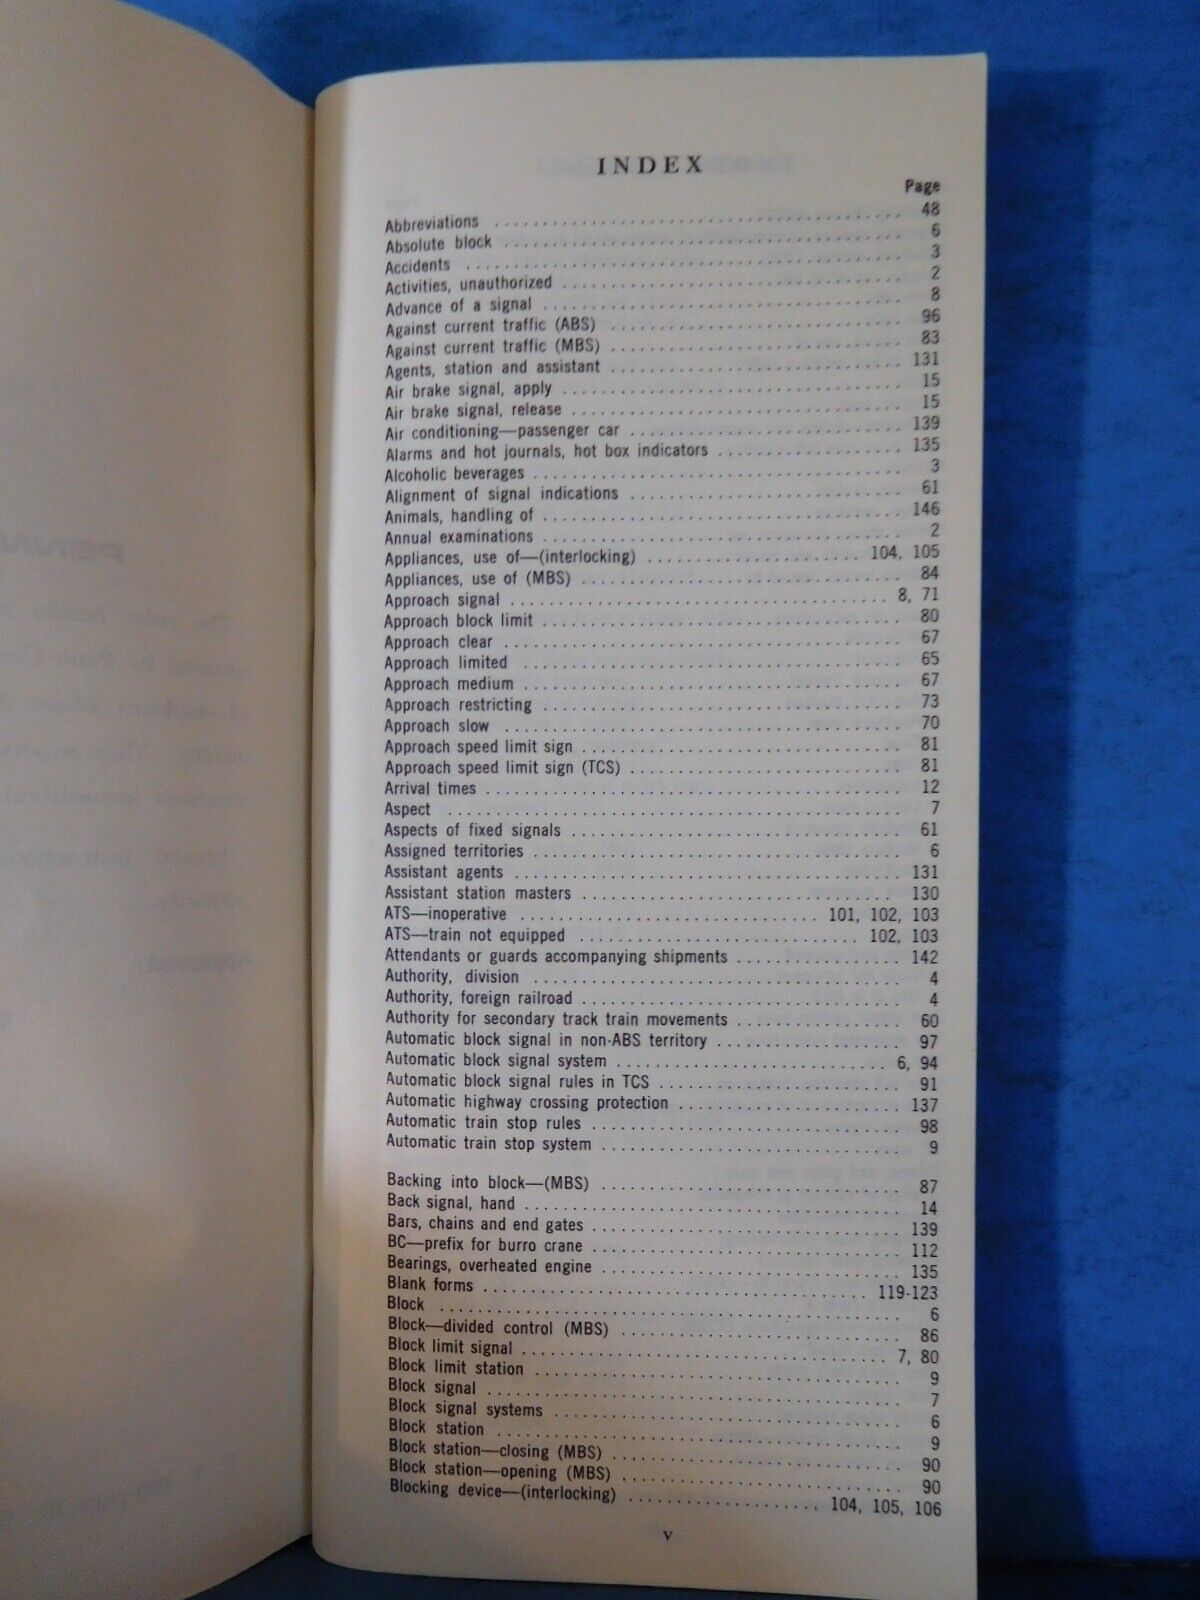 INDEX
Page
Abbreviations 48
Absolute block 6
Accidents 3
Activities, unauthorized 2
Advance of a signal 8
Against current traffic (ABS) 96
Against current traffic (MBS) 83
Agents, station and assistant 131
Air brake signal, apply 15
Air brake signal, release 15
Air conditioning—passenger car 139
Alarms and hot journals, hot box indicators 135
Alcoholic beverages 3
Alignment of signal indications 61
Animals, handling of 146
Annual examinations 2
Appliances, use of—(interlocking) 104, 105
Appliances, use of (MBS) 84
Approach signal 8, 71
Approach block limit 80
Approach clear 67
Approach limited 65
Approach medium 67
Approach restricting 73
Approach slow 70
Approach speed limit sign 81
Approach speed limit sign (TCS) 81
Arrival times 12
Aspect 7
Aspects of fixed signals 61
Assigned territories 6
Assistant agents 131
Assistant station masters 130
ATS—inoperative 101, 102, 103
ATS—train not equipped 102, 103
Attendants or guards accompanying shipments 142
Authority, division 4
Authority, foreign railroad 4
Authority for secondary track train movements 60
Automatic block signal in non-ABS territory 97
Automatic block signal system 6, 94
Automatic block signal rules in TCS 91
Automatic highway crossing protection 137
Automatic train stop rules 98
Automatic train stop system 9
Backing into block—(MBS) 87
Back signal, hand 14
Bars, chains and end gates 139
BC—prefix for burro crane 112
Bearings, overheated engine 135
Blank forms 119-123
Block 6
Block—divided control (MBS) 86
Block limit signal 7, 80
Block limit station 9
Block signal 7
Block signal systems 6
Block station 9
Block station—closing (MBS) 90
Block station—opening (MBS) 90
Blocking device—(interlocking) 104, 105, 106
v